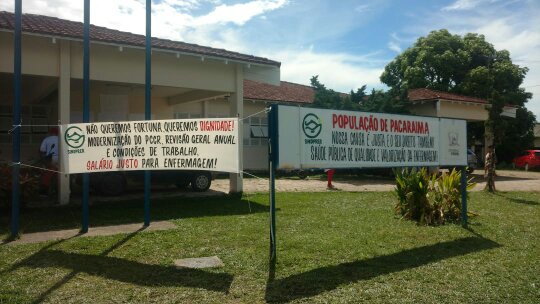 NÃO QUEREMOS FORTUNA, QUEREMOS DIGNIDADE!
MODERNIZAÇÃO DO PCCR, REVISÃO GERAL ANUAL
E CONDIÇÕES DE TRABALHO
SALÁRIO JUSTO PARA ENFERMAGEM!
SINDPRER
POPULAÇÃO DE PACARAIMA
NOSSA CAUSA É JUSTA E O SEU DIREITO TAMBÉM!
SAÚDE PÚBLICA DE QUALIDADE E VALORIZAÇÃO DA ENFERMAGEM!
SINDPRER